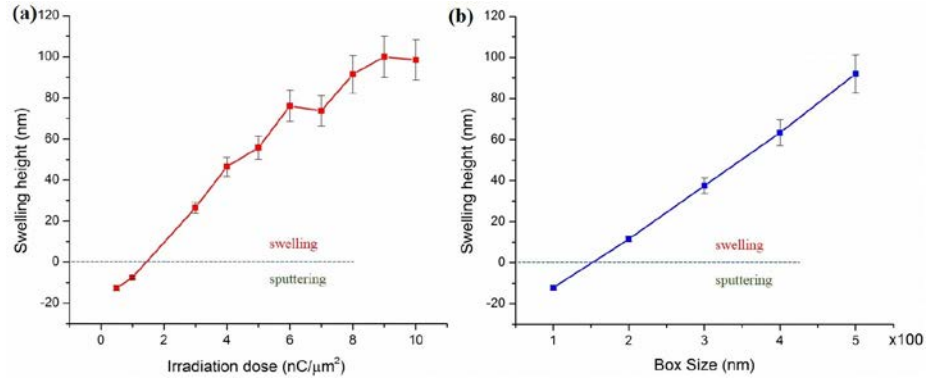 (a)
120
100
80
60
40
20
0
-20
Swelling height (nm)
swelling
sputtering
0 2 4 6 8 10
Irradiation dose (nC/μm²)
(b)
120
100
80
60
40
20
0
-20
Swelling height (nm)
swelling
sputtering
1 2 3 4 5 x100
Box Size (nm)